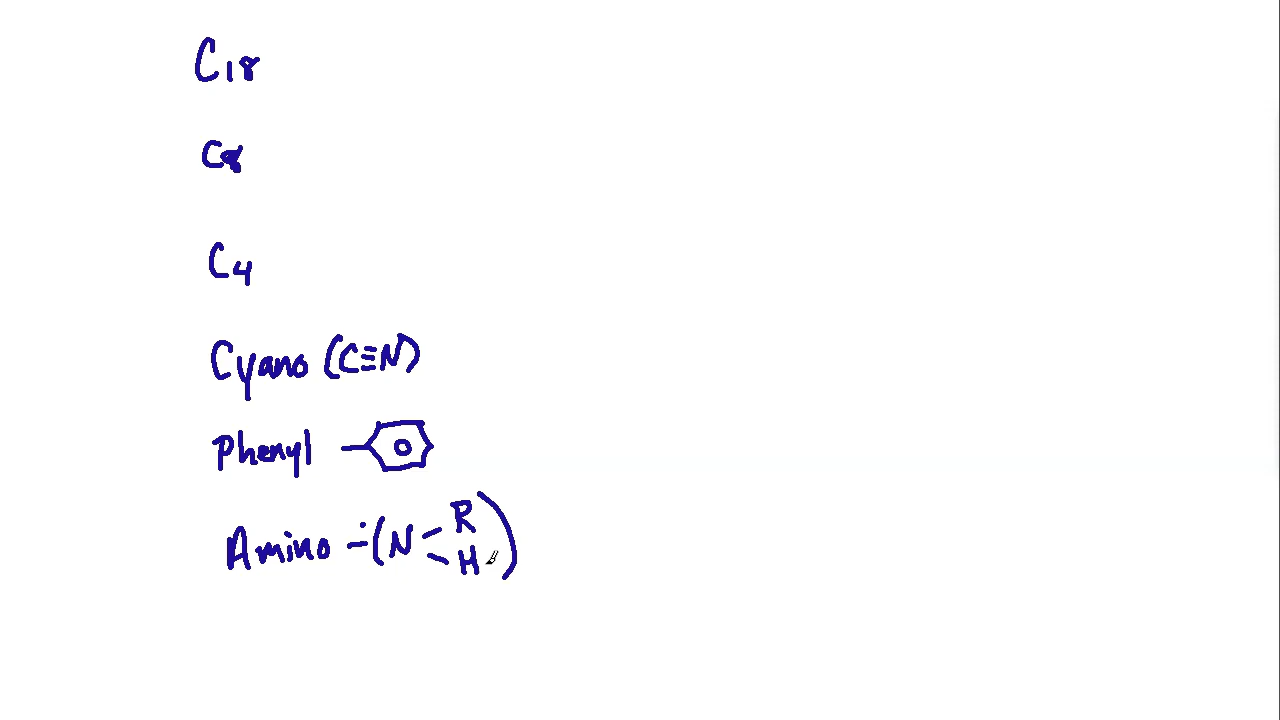 C18
C8
C4
Cyano (C≡N)
Phenyl
Amino -(N R H)